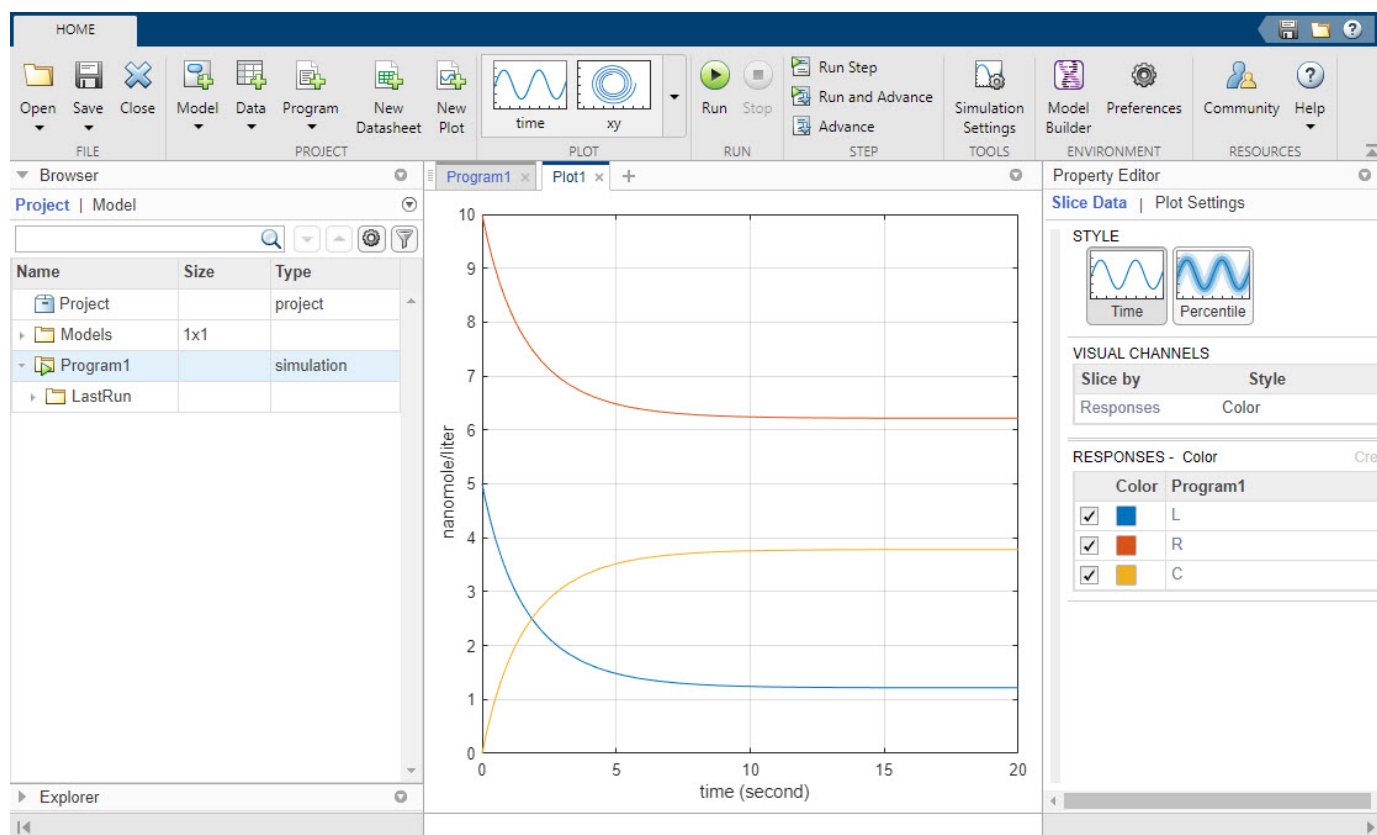 HOME
Open Save Close Model Data Program New Datasheet New Plot
time xy
Run Stop
Run Step
Run and Advance
Advance
Simulation Settings
Model Builder Preferences
Community Help
FILE PROJECT PLOT RUN STEP TOOLS ENVIRONMENT RESOURCES
Browser
Project | Model
Name Size Type
Project project
Models 1x1
Program1 simulation
LastRun
Explorer
Program1 × Plot1 × +
10
9
8
7
6
5
4
3
2
1
0
nanomole/liter
0 5 10 15 20
time (second)
Property Editor
Slice Data | Plot Settings
STYLE
Time Percentile
VISUAL CHANNELS
Slice by Style
Responses Color
RESPONSES - Color Cre
Color Program1
L
R
C